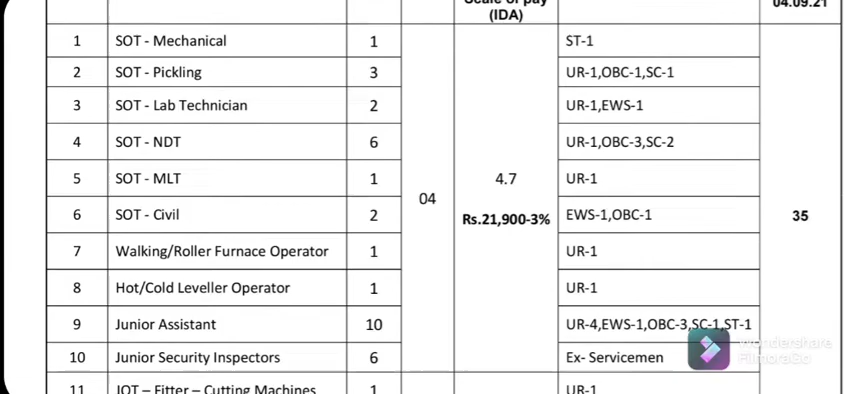 Scale of pay
(IDA)
04.09.21
1 SOT - Mechanical 1 ST-1
2 SOT - Pickling 3 UR-1,OBC-1,SC-1
3 SOT - Lab Technician 2 UR-1,EWS-1
4 SOT - NDT 6 UR-1,OBC-3,SC-2
5 SOT - MLT 1 UR-1
04
4.7
Rs.21,900-3%
35
6 SOT - Civil 2 EWS-1,OBC-1
7 Walking/Roller Furnace Operator 1 UR-1
8 Hot/Cold Leveller Operator 1 UR-1
9 Junior Assistant 10 UR-4,EWS-1,OBC-3,SC-1,ST-1
10 Junior Security Inspectors 6 Ex- Servicemen
11 JOT – Fitter – Cutting Machines 1 UR-1
Wondershare
FilmoraGo